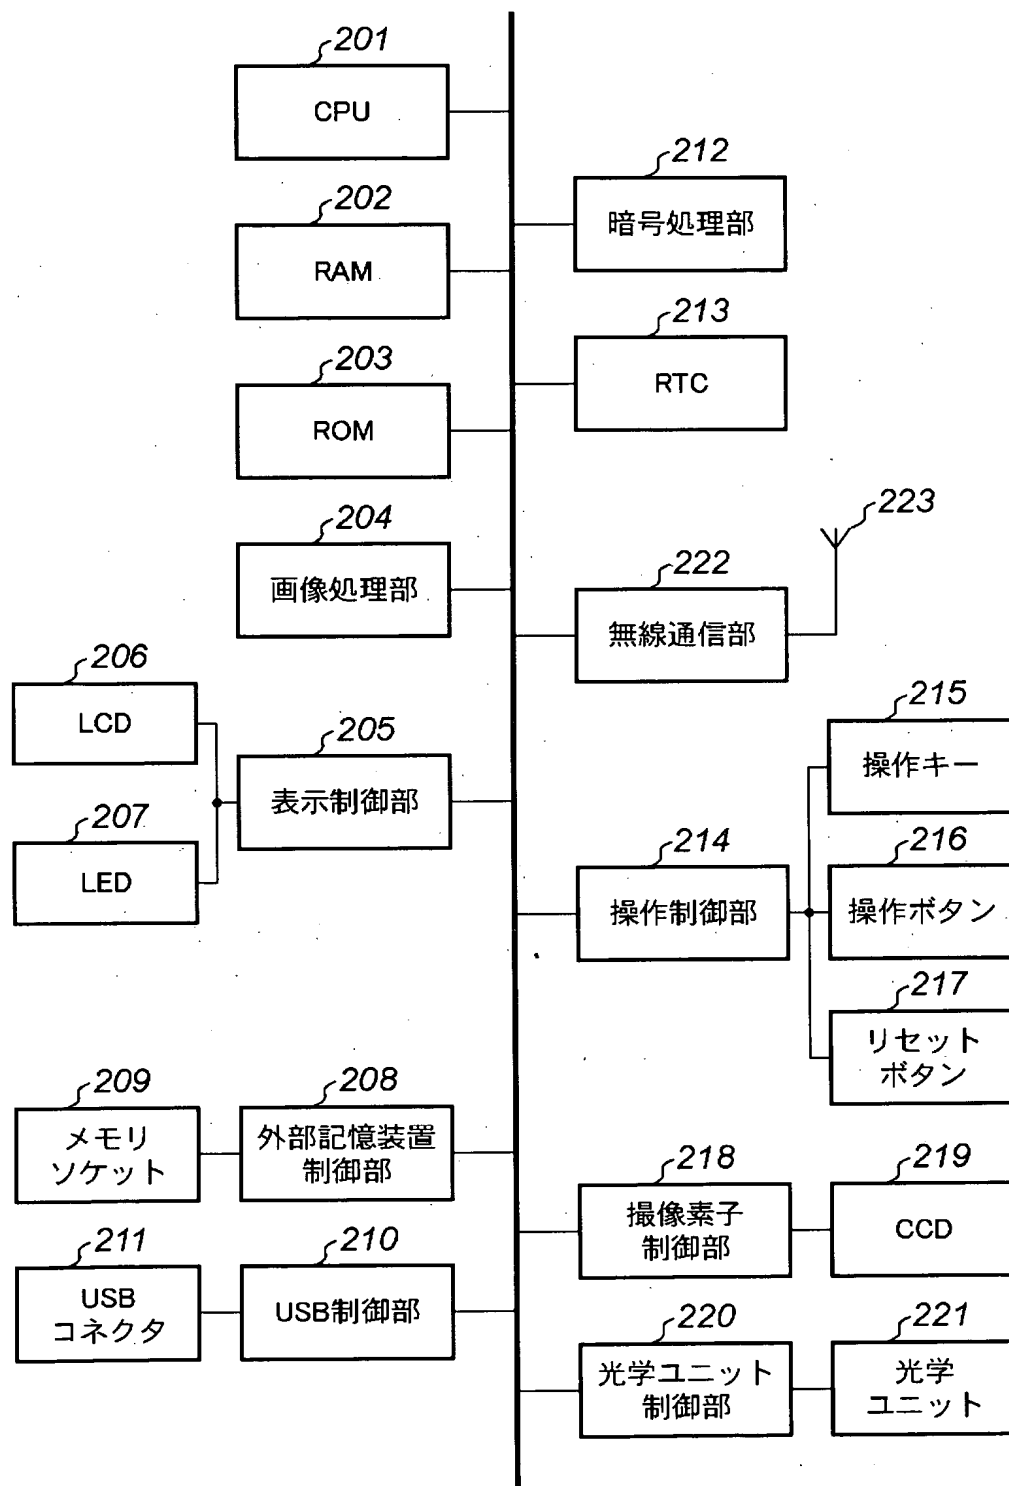 201
CPU
212
暗号処理部
202
RAM
213
RTC
203
ROM
223
204
画像処理部
222
無線通信部
206
LCD
215
操作キー
205
表示制御部
207
LED
214
操作制御部
216
操作ボタン
217
リセット
ボタン
209
メモリ
ソケット
208
外部記憶装置
制御部
218
撮像素子
制御部
219
CCD
211
USB
コネクタ
210
USB制御部
220
光学ユニット
制御部
221
光学
ユニット